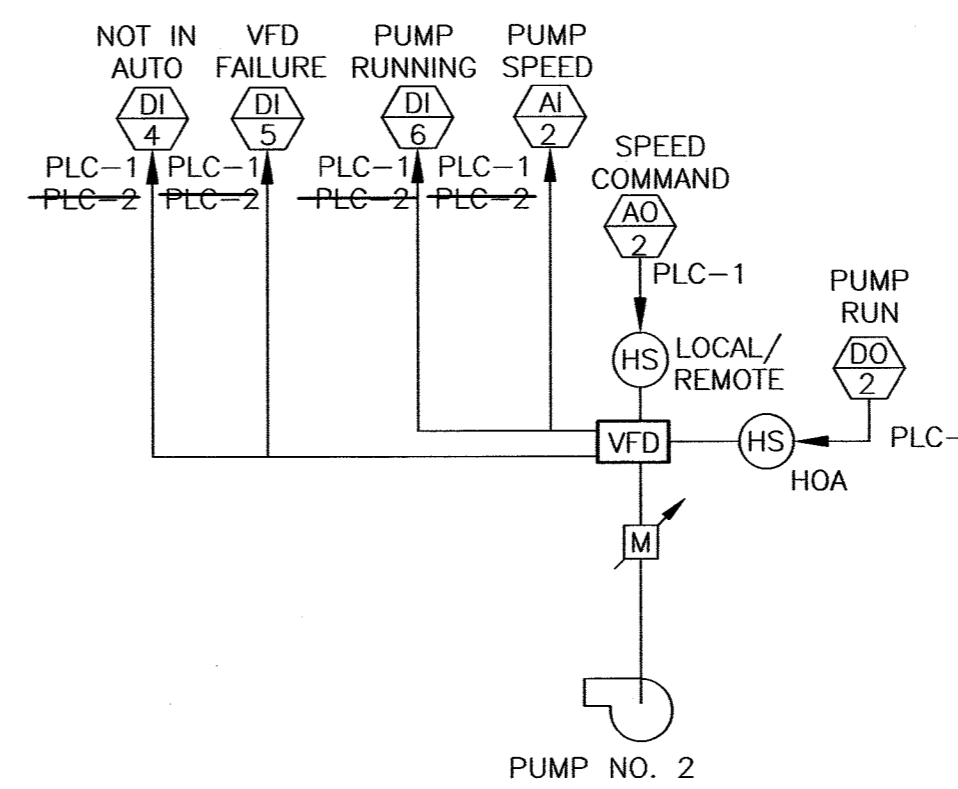 NOT IN
AUTO
VFD
FAILURE
PUMP
RUNNING
PUMP
SPEED
DI
4
DI
5
DI
6
AI
2
PLC-1
PLC-1
PLC-1
PLC-1
PLC-2
PLC-2
PLC-2
PLC-2
SPEED
COMMAND
AO
2
PLC-1
PUMP
RUN
DO
2
HS
LOCAL/
REMOTE
VFD
HS
PLC-
HOA
M
PUMP NO. 2